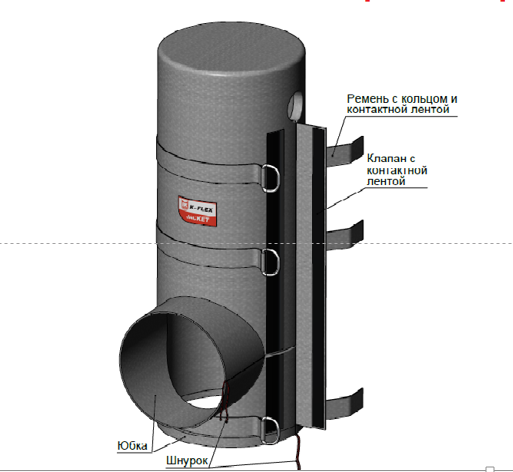 Ремень с кольцом и
контактной лентой
Клапан с
контактной
лентой
K-FLEX
JACKET
Юбка
Шнурок